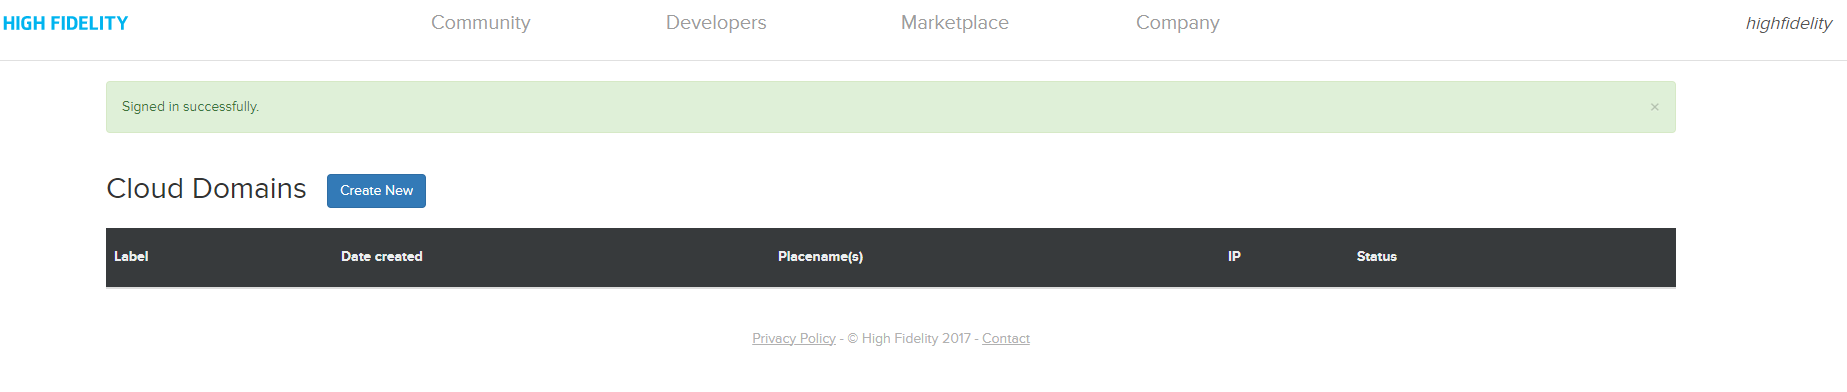 HIGH FIDELITY Community Developers Marketplace Company highfidelity
Signed in successfully. ×
Cloud Domains Create New
Label Date created Placename(s) IP Status
Privacy Policy - © High Fidelity 2017 - Contact